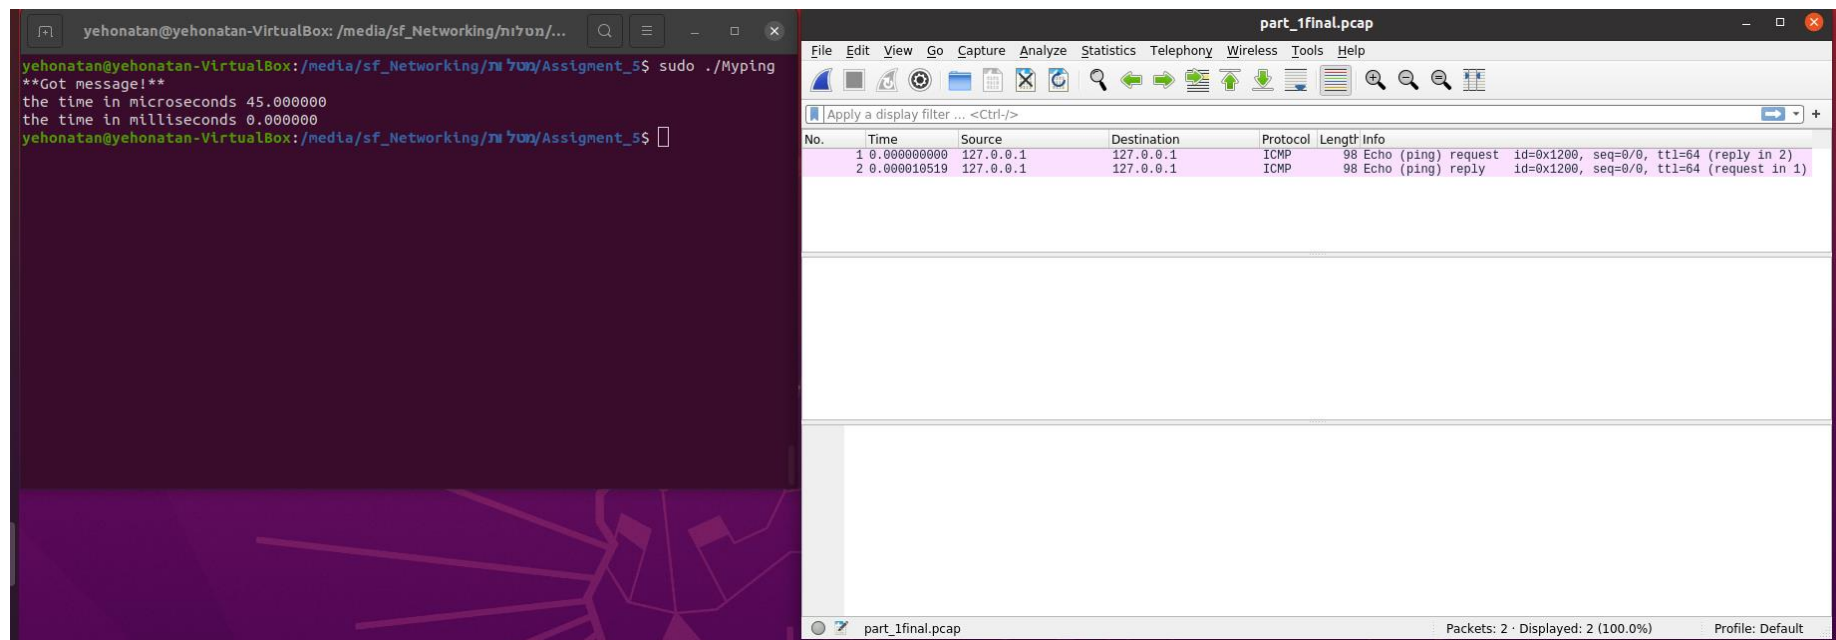 yehonatan@yehonatan-VirtualBox: /media/sf_Networking/מטלות/...
yehonatan@yehonatan-VirtualBox:/media/sf_Networking/מטלות/Assigment_5$ sudo ./Myping
**Got message!**
the time in microseconds 45.000000
the time in milliseconds 0.000000
yehonatan@yehonatan-VirtualBox:/media/sf_Networking/מטלות/Assigment_5$
part_1final.pcap
File Edit View Go Capture Analyze Statistics Telephony Wireless Tools Help
Apply a display filter ... <Ctrl-/>
No. Time Source Destination Protocol Length Info
1 0.000000000 127.0.0.1 127.0.0.1 ICMP 98 Echo (ping) request id=0x1200, seq=0/0, ttl=64 (reply in 2)
2 0.000010519 127.0.0.1 127.0.0.1 ICMP 98 Echo (ping) reply id=0x1200, seq=0/0, ttl=64 (request in 1)
part_1final.pcap
Packets: 2 · Displayed: 2 (100.0%)
Profile: Default